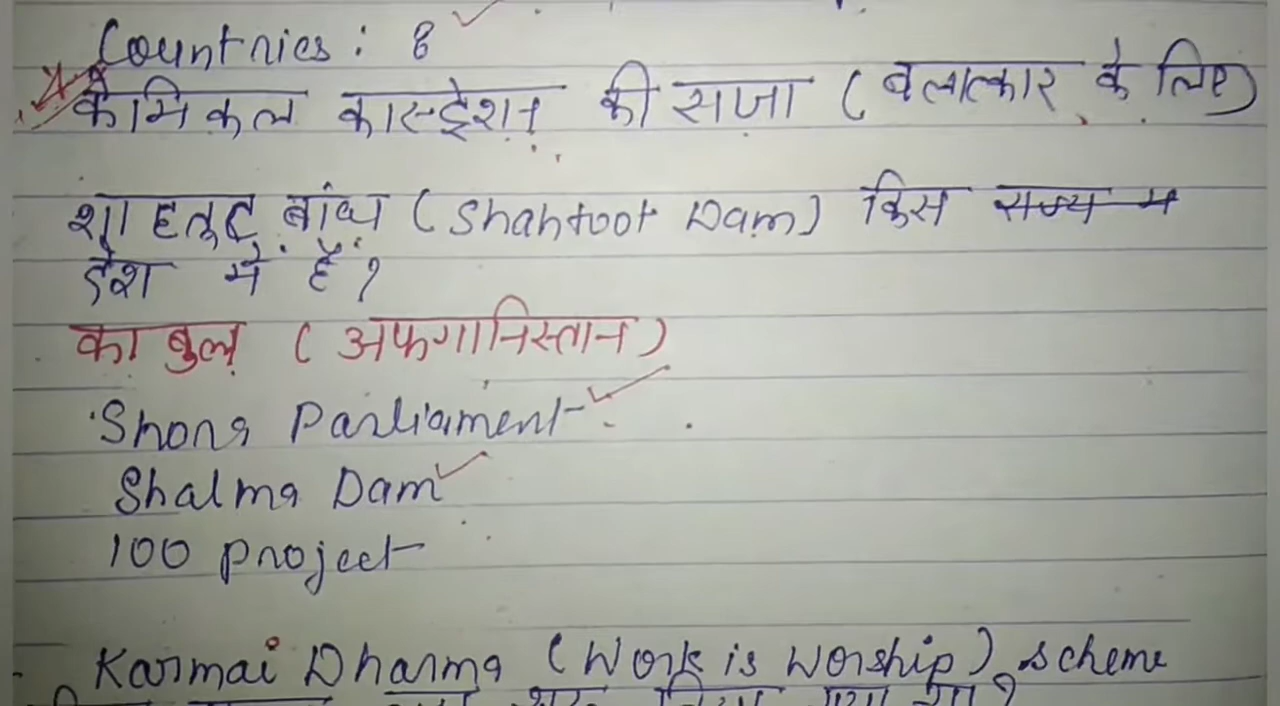 Countries: 8
कैमिकल कास्ट्रेशन की सजा (बलात्कार के लिए)
शाहतूट बांध (Shahtoot Dam) किस राज्य म
देश में है?
काबुल (अफगानिस्तान)
Shona Parliament
Shalma Dam
100 project
Karmai Dharma (Work is Worship) scheme